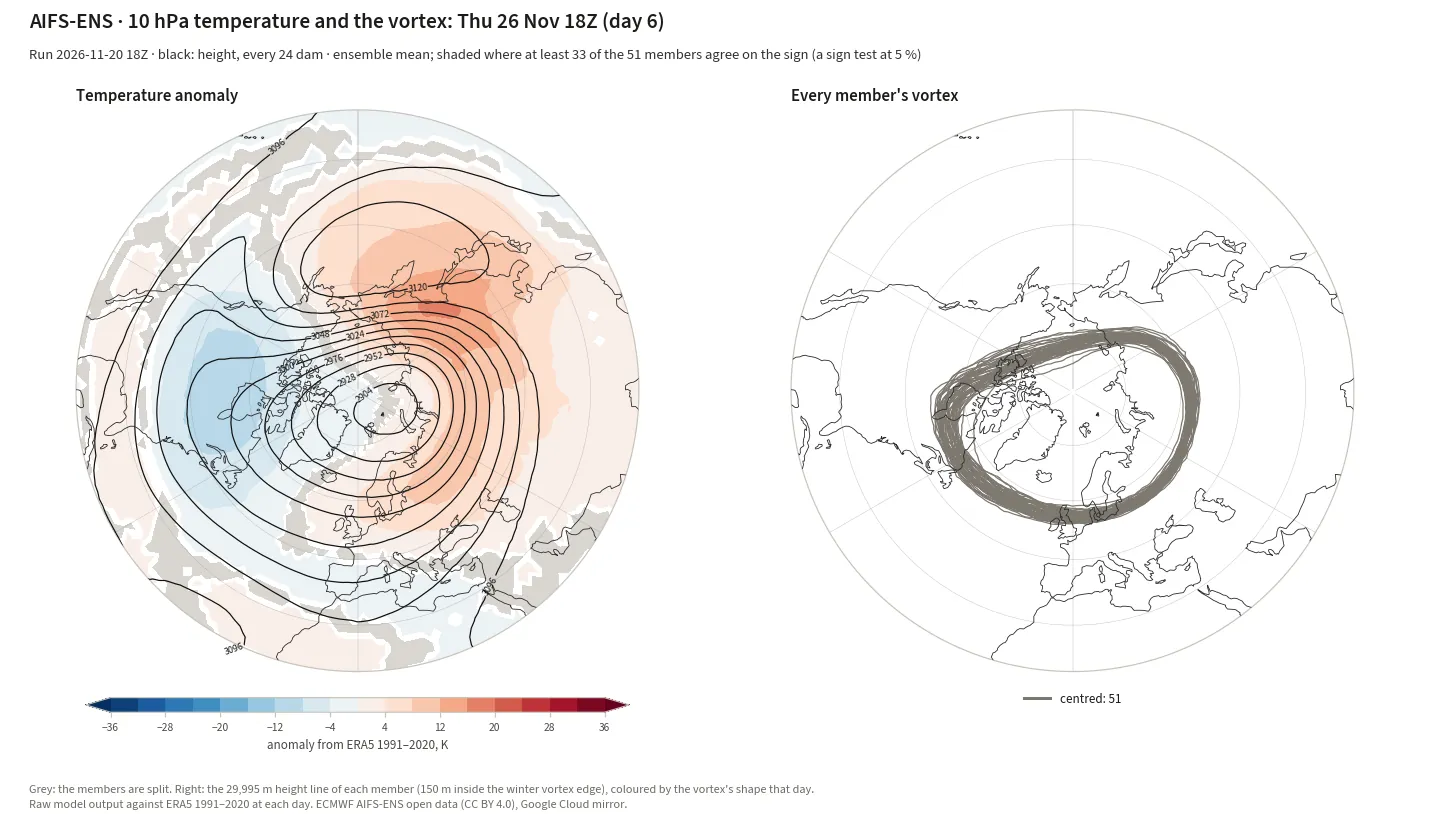 AIFS-ENS · 10 hPa temperature and the vortex: Thu 26 Nov 18Z (day 6)
Run 2026-11-20 18Z · black: height, every 24 dam · ensemble mean; shaded where at least 33 of the 51 members agree on the sign (a sign test at 5 %)
Temperature anomaly
Every member's vortex
3096
3120
3072
3048
3024
2976
2952
2928
2904
3096
3096
centred: 51
−36 −28 −20 −12 −4 4 12 20 28 36
anomaly from ERA5 1991–2020, K
Grey: the members are split. Right: the 29,995 m height line of each member (150 m inside the winter vortex edge), coloured by the vortex's shape that day.
Raw model output against ERA5 1991–2020 at each day. ECMWF AIFS-ENS open data (CC BY 4.0), Google Cloud mirror.